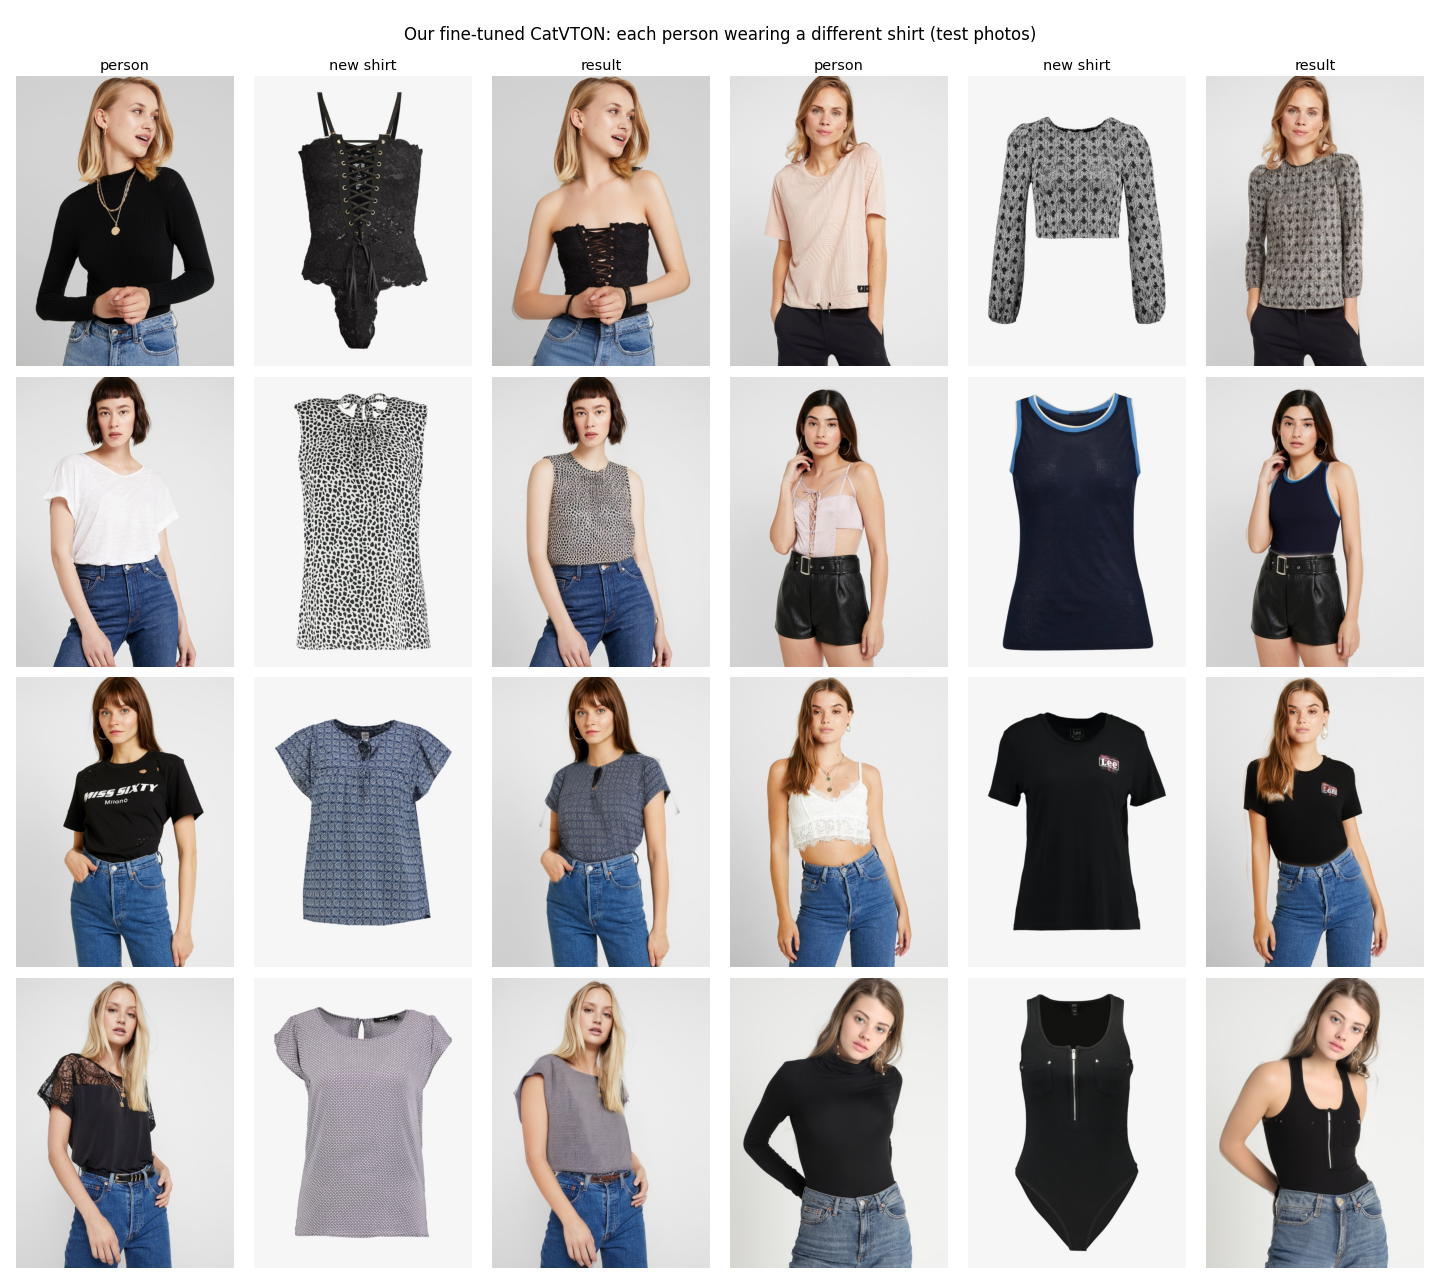 Our fine-tuned CatVTON: each person wearing a different shirt (test photos)
person new shirt result person new shirt result
MISS SIXTY
Milano
Lee